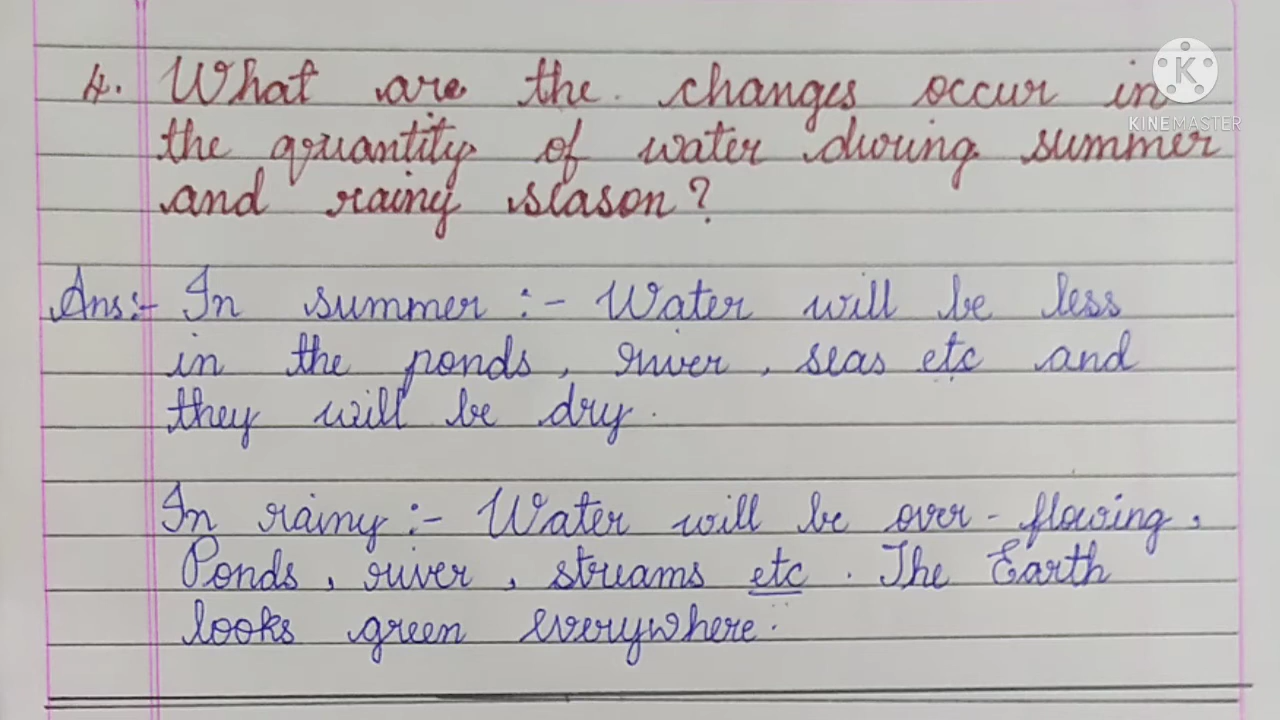 4. What are the changes occur in
the quantity of water during summer
and rainy season?
Ans:- In summer :- Water will be less
in the ponds, river, seas etc and
they will be dry.
In rainy :- Water will be over-flowing.
Ponds, river, streams etc. The Earth
looks green everywhere.
K
KINEMASTER